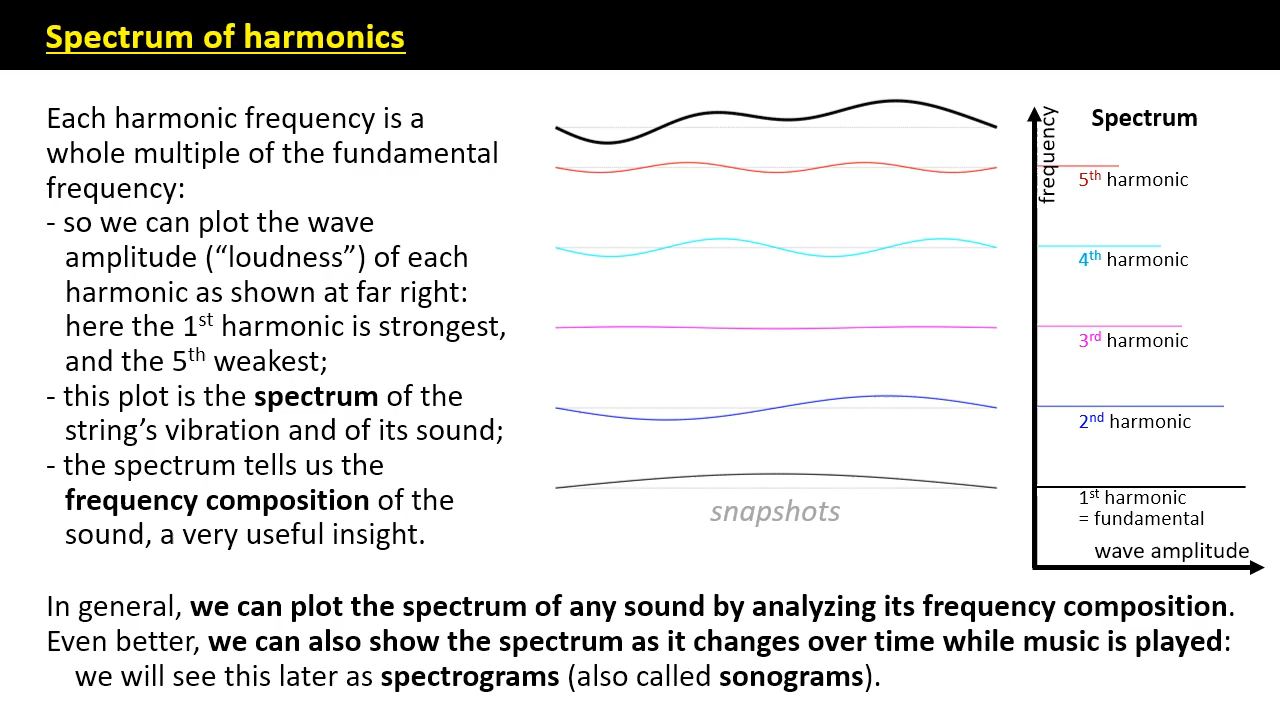 Spectrum of harmonics
Each harmonic frequency is a
whole multiple of the fundamental
frequency:
- so we can plot the wave
amplitude (“loudness”) of each
harmonic as shown at far right:
here the 1st harmonic is strongest,
and the 5th weakest;
- this plot is the spectrum of the
string’s vibration and of its sound;
- the spectrum tells us the
frequency composition of the
sound, a very useful insight.
snapshots
frequency
Spectrum
5th harmonic
4th harmonic
3rd harmonic
2nd harmonic
1st harmonic
= fundamental
wave amplitude
In general, we can plot the spectrum of any sound by analyzing its frequency composition.
Even better, we can also show the spectrum as it changes over time while music is played:
we will see this later as spectrograms (also called sonograms).